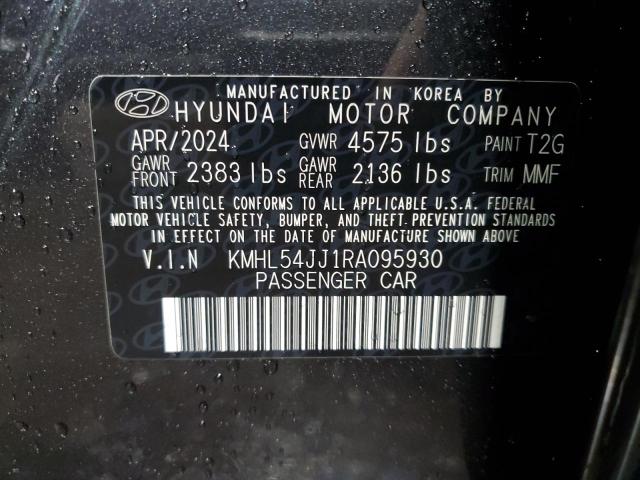 MANUFACTURED IN KOREA BY
HYUNDAI MOTOR COMPANY
APR/2024 GVWR 4575 lbs PAINT T2G
GAWR FRONT 2383 lbs GAWR REAR 2136 lbs TRIM MMF
THIS VEHICLE CONFORMS TO ALL APPLICABLE U.S.A. FEDERAL
MOTOR VEHICLE SAFETY, BUMPER, AND THEFT PREVENTION STANDARDS
IN EFFECT ON THE DATE OF MANUFACTURE SHOWN ABOVE
V.I.N KMHL54JJ1RA095930
PASSENGER CAR